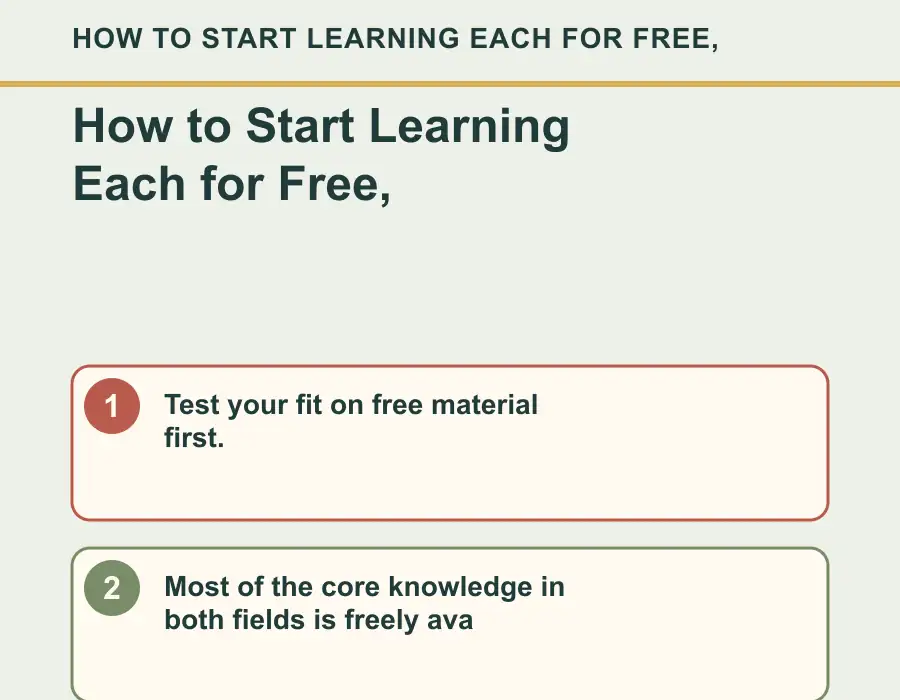 HOW TO START LEARNING EACH FOR FREE,
How to Start Learning
Each for Free,
1
Test your fit on free material
first.
2
Most of the core knowledge in
both fields is freely ava